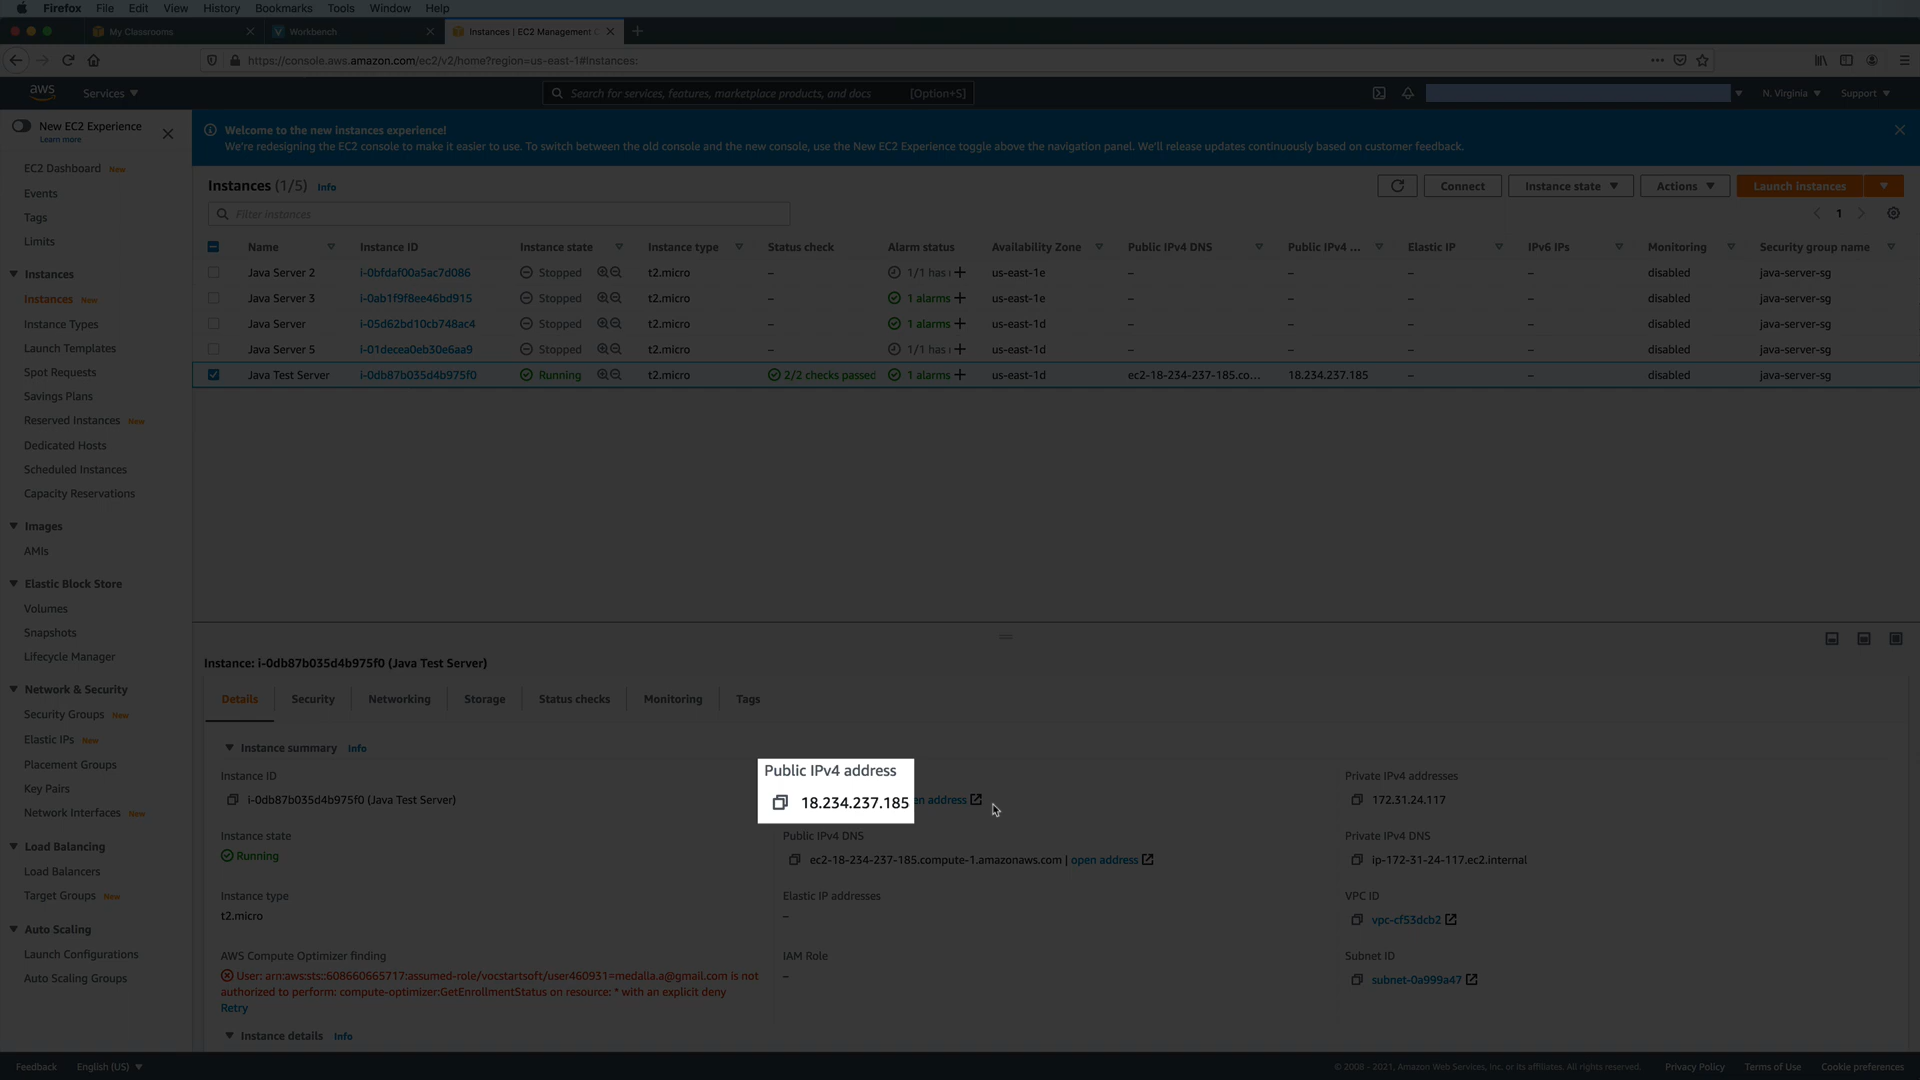 Firefox File Edit View History Bookmarks Tools Window Help
My Classrooms
Workbench
Instances | EC2 Management C
https://console.aws.amazon.com/ec2/v2/home?region=us-east-1#Instances:
aws Services Search for services, features, marketplace products, and docs [Option+S] N. Virginia Support
New EC2 Experience
Learn more
EC2 Dashboard New
Events
Tags
Limits
Instances
Instances New
Instance Types
Launch Templates
Spot Requests
Savings Plans
Reserved Instances New
Dedicated Hosts
Scheduled Instances
Capacity Reservations
Images
AMIs
Elastic Block Store
Volumes
Snapshots
Lifecycle Manager
Network & Security
Security Groups New
Elastic IPs New
Placement Groups
Key Pairs
Network Interfaces New
Load Balancing
Load Balancers
Target Groups New
Auto Scaling
Launch Configurations
Auto Scaling Groups
Welcome to the new instances experience!
We're redesigning the EC2 console to make it easier to use. To switch between the old console and the new console, use the New EC2 Experience toggle above the navigation panel. We'll release updates continuously based on customer feedback.
Instances (1/5) Info Connect Instance state Actions Launch instances
Filter instances 1
Name Instance ID Instance state Instance type Status check Alarm status Availability Zone Public IPv4 DNS Public IPv4 ... Elastic IP IPv6 IPs Monitoring Security group name
Java Server 2 i-0bfdaf00a5ac7d086 Stopped t2.micro – 1/1 has i us-east-1e – – – – disabled java-server-sg
Java Server 3 i-0ab1f9f8ee46bd915 Stopped t2.micro – 1 alarms us-east-1e – – – – disabled java-server-sg
Java Server i-05d62bd10cb748ac4 Stopped t2.micro – 1 alarms us-east-1d – – – – disabled java-server-sg
Java Server 5 i-01decea0eb30e6aa9 Stopped t2.micro – 1/1 has i us-east-1d – – – – disabled java-server-sg
Java Test Server i-0db87b035d4b975f0 Running t2.micro 2/2 checks passed 1 alarms us-east-1d ec2-18-234-237-185.co... 18.234.237.185 – – disabled java-server-sg
Instance: i-0db87b035d4b975f0 (Java Test Server)
Details Security Networking Storage Status checks Monitoring Tags
Instance summary Info
Instance ID Public IPv4 address Private IPv4 addresses
i-0db87b035d4b975f0 (Java Test Server) 18.234.237.185 en address 172.31.24.117
Instance state Public IPv4 DNS Private IPv4 DNS
Running ec2-18-234-237-185.compute-1.amazonaws.com | open address ip-172-31-24-117.ec2.internal
Instance type Elastic IP addresses VPC ID
t2.micro – vpc-cf53dcb2
AWS Compute Optimizer finding IAM Role Subnet ID
User: arn:aws:sts::608660665717:assumed-role/vocstartsoft/user460931=medalla.a@gmail.com is not – subnet-0a999a47
authorized to perform: compute-optimizer:GetEnrollmentStatus on resource: * with an explicit deny
Retry
Instance details Info
Feedback English (US) © 2008 - 2021, Amazon Web Services, Inc. or its affiliates. All rights reserved. Privacy Policy Terms of Use Cookie preferences